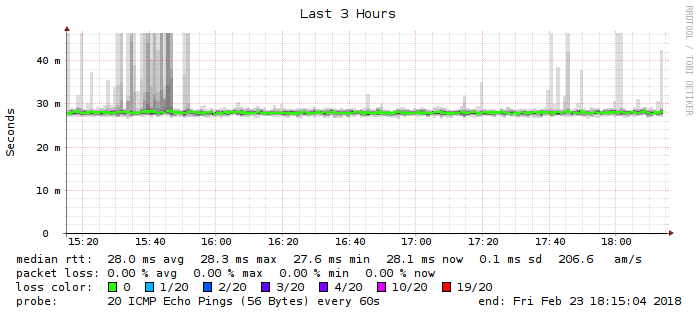 Last 3 Hours
RRDTOOL / TOBI OETIKER
Seconds
40 m
30 m
20 m
10 m
0
15:20 15:40 16:00 16:20 16:40 17:00 17:20 17:40 18:00
median rtt: 28.0 ms avg 28.3 ms max 27.6 ms min 28.1 ms now 0.1 ms sd 206.6 am/s
packet loss: 0.00 % avg 0.00 % max 0.00 % min 0.00 % now
loss color: 0 1/20 2/20 3/20 4/20 10/20 19/20
probe: 20 ICMP Echo Pings (56 Bytes) every 60s end: Fri Feb 23 18:15:04 2018